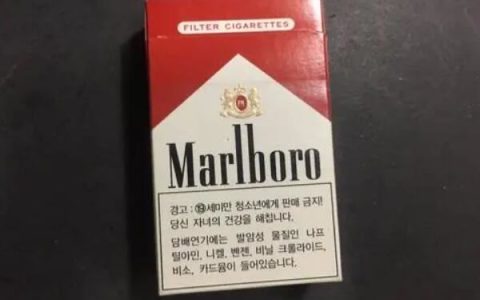 FILTER CIGARETTES
Marlboro
경고 : ⑲세미만 청소년에게 판매 금지!
당신 자녀의 건강을 해칩니다.
담배연기에는 발암성 물질인 나프
틸아민, 니켈, 벤젠, 비닐 크롤라이드,
비소, 카드뮴이 들어있습니다.